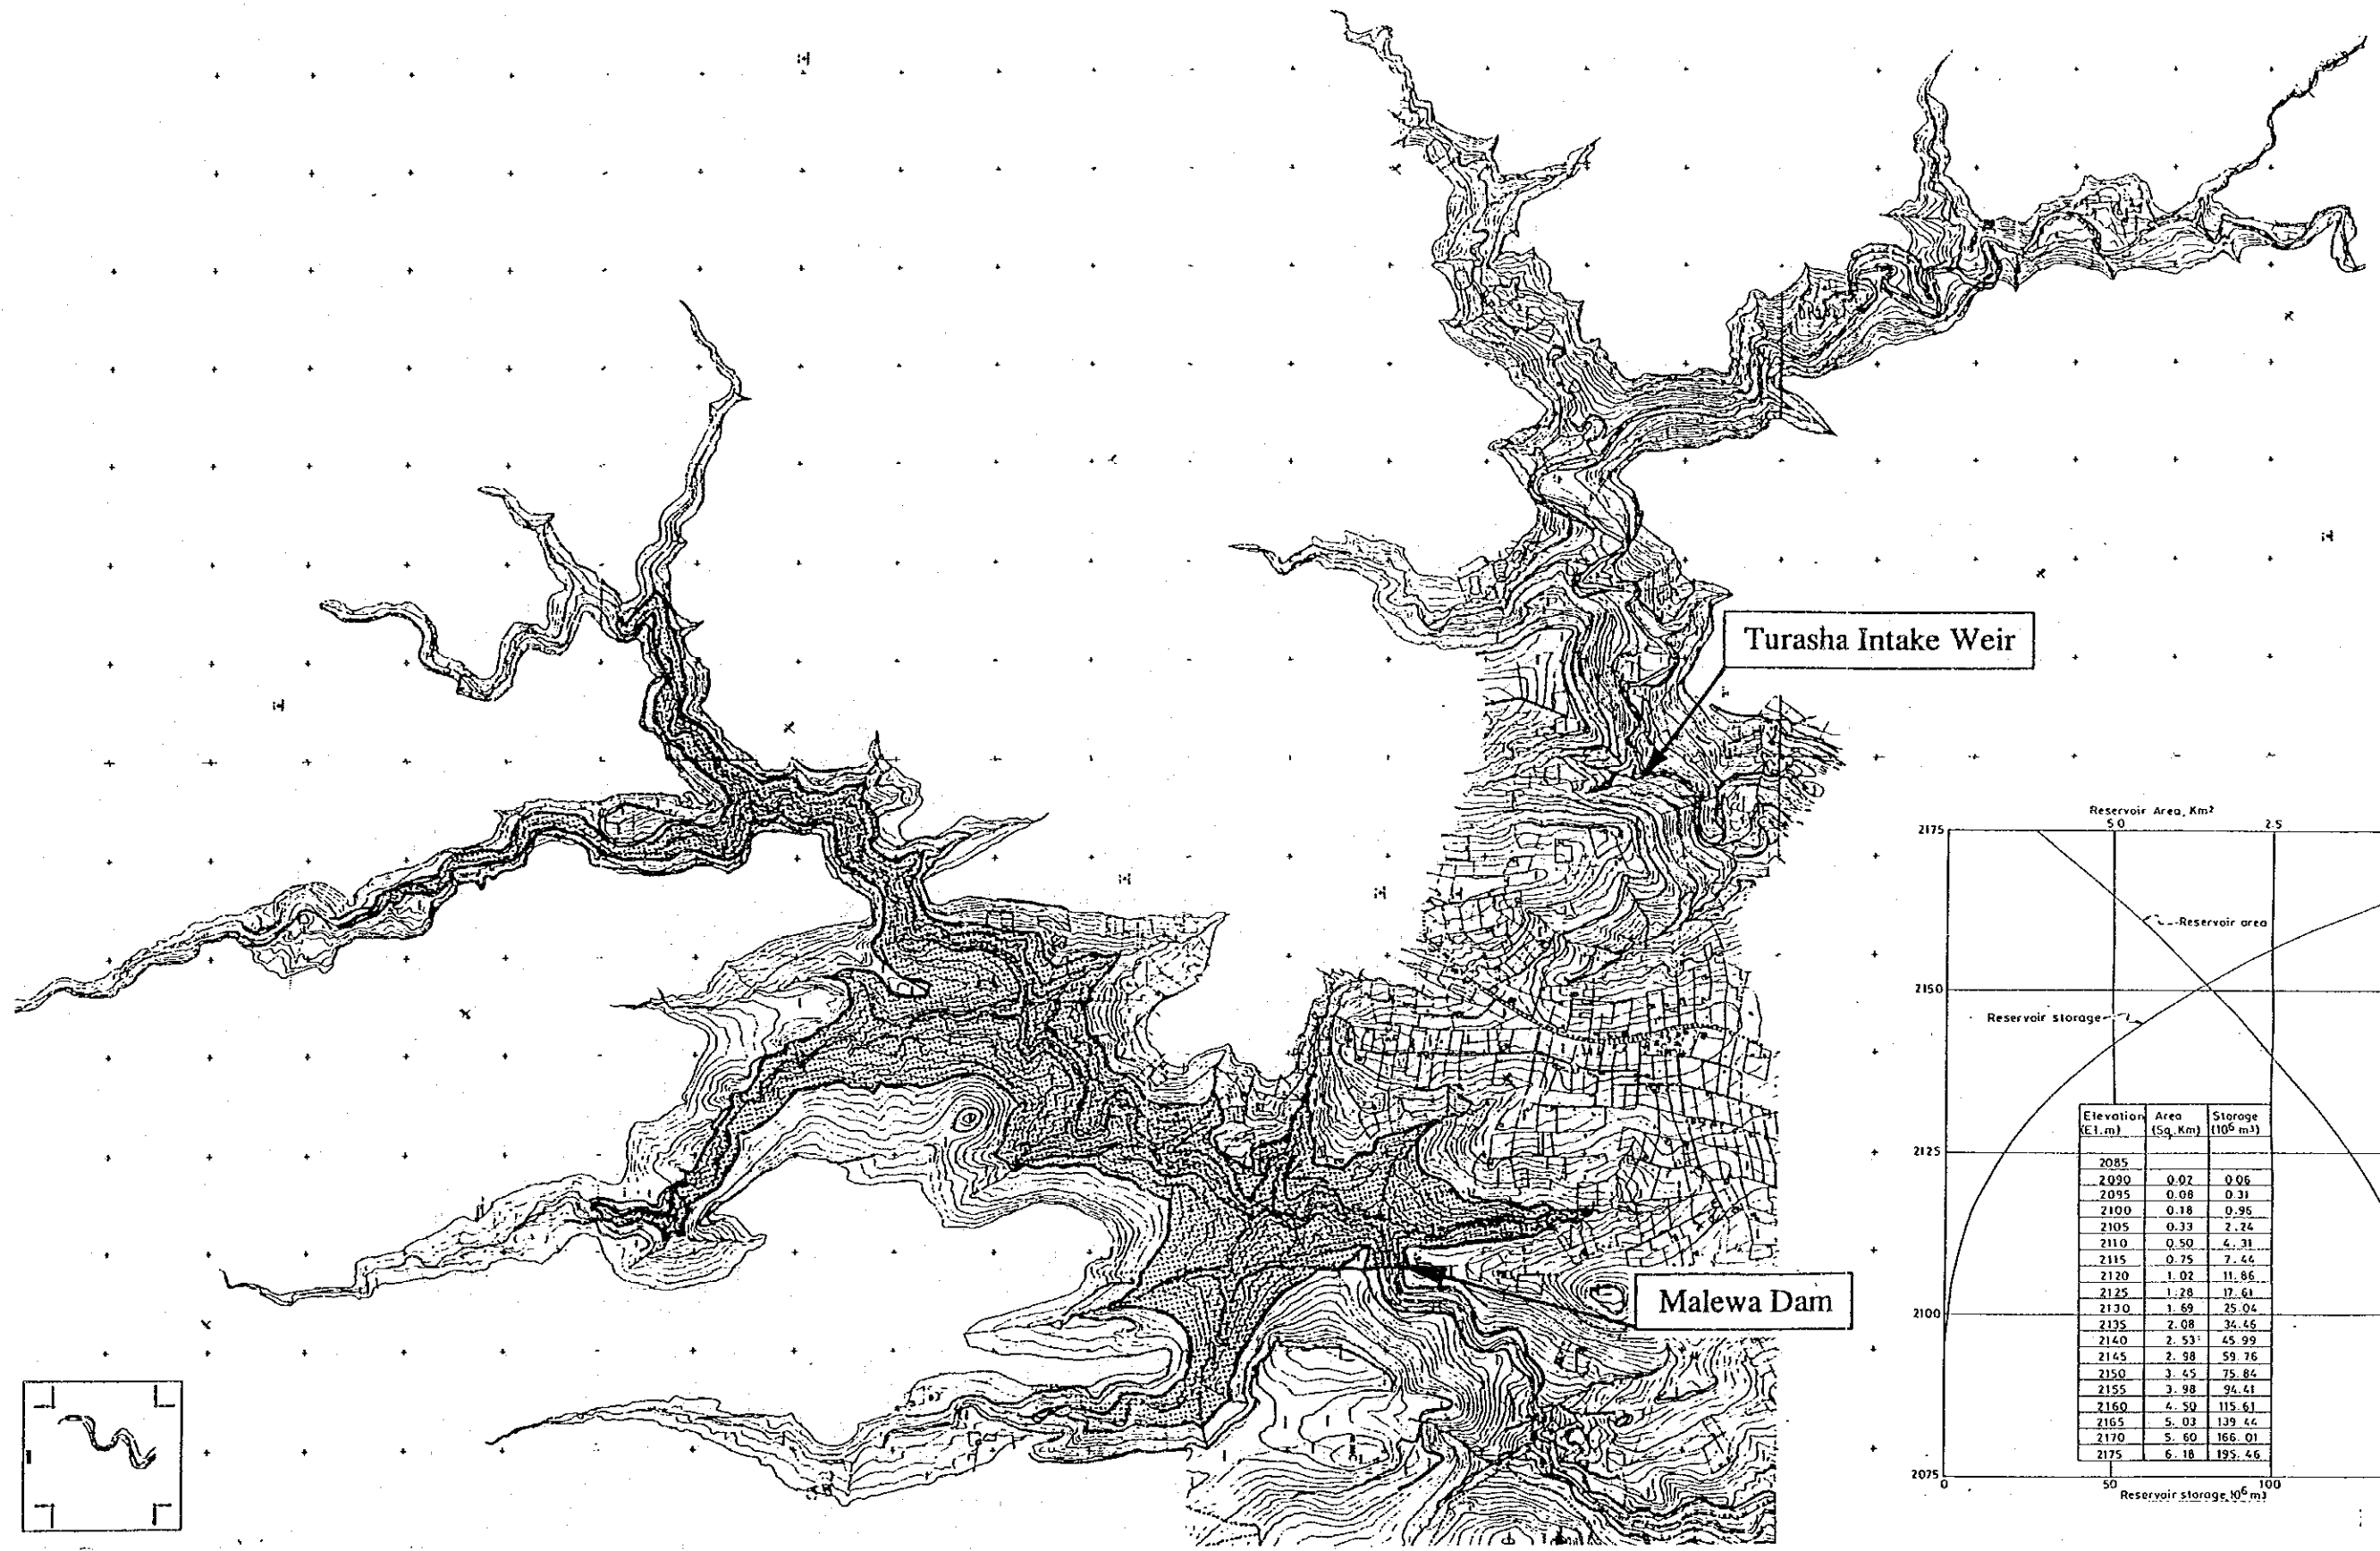 Turasha Intake Weir
Malewa Dam
Reservoir Area, Km²
5.0 2.5
2175
2150
2125
2100
2075
Reservoir area
Reservoir storage
Elevation (El.m) Area (Sq.Km) Storage (10⁶ m³)
2085
2090 0.02 0.06
2095 0.08 0.31
2100 0.18 0.96
2105 0.33 2.24
2110 0.50 4.31
2115 0.75 7.44
2120 1.02 11.86
2125 1.28 17.61
2130 1.69 25.04
2135 2.08 34.46
2140 2.53 45.99
2145 2.98 59.76
2150 3.45 75.84
2155 3.98 94.41
2160 4.50 115.61
2165 5.03 139.44
2170 5.60 166.01
2175 6.18 195.46
0 50 100
Reservoir storage, 10⁶ m³